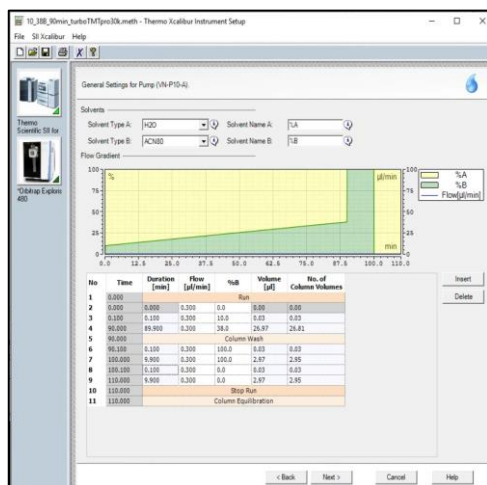 10_38B_90min_turboTMTpro30k.meth - Thermo Xcalibur Instrument Setup
File SII Xcalibur Help
Thermo
Scientific SII for
*Orbitrap Exploris
480
General Settings for Pump (VN-P10-A)
Solvents
Solvent Type A: H2O Solvent Name A: %A
Solvent Type B: ACN80 Solvent Name B: %B
Flow Gradient
100 % µl/min 100
75 75
50 50
25 25
0 min 0
0.0 12.5 25.0 37.5 50.0 62.5 75.0 87.5 100.0 110.0
%A
%B
Flow[µl/min]
No Time Duration [min] Flow [µl/min] %B Volume [µl] No. of Column Volumes
1 0.000 Run
2 0.000 0.000 0.300 0.0 0.00 0.00
3 0.100 0.100 0.300 10.0 0.03 0.03
4 90.000 89.900 0.300 38.0 26.97 26.81
5 90.000 Column Wash
6 90.100 0.100 0.300 100.0 0.03 0.03
7 100.000 9.900 0.300 100.0 2.97 2.95
8 100.100 0.100 0.300 0.0 0.03 0.03
9 110.000 9.900 0.300 0.0 2.97 2.95
10 110.000 Stop Run
11 110.000 Column Equilibration
Insert
Delete
< Back Next > Cancel Help